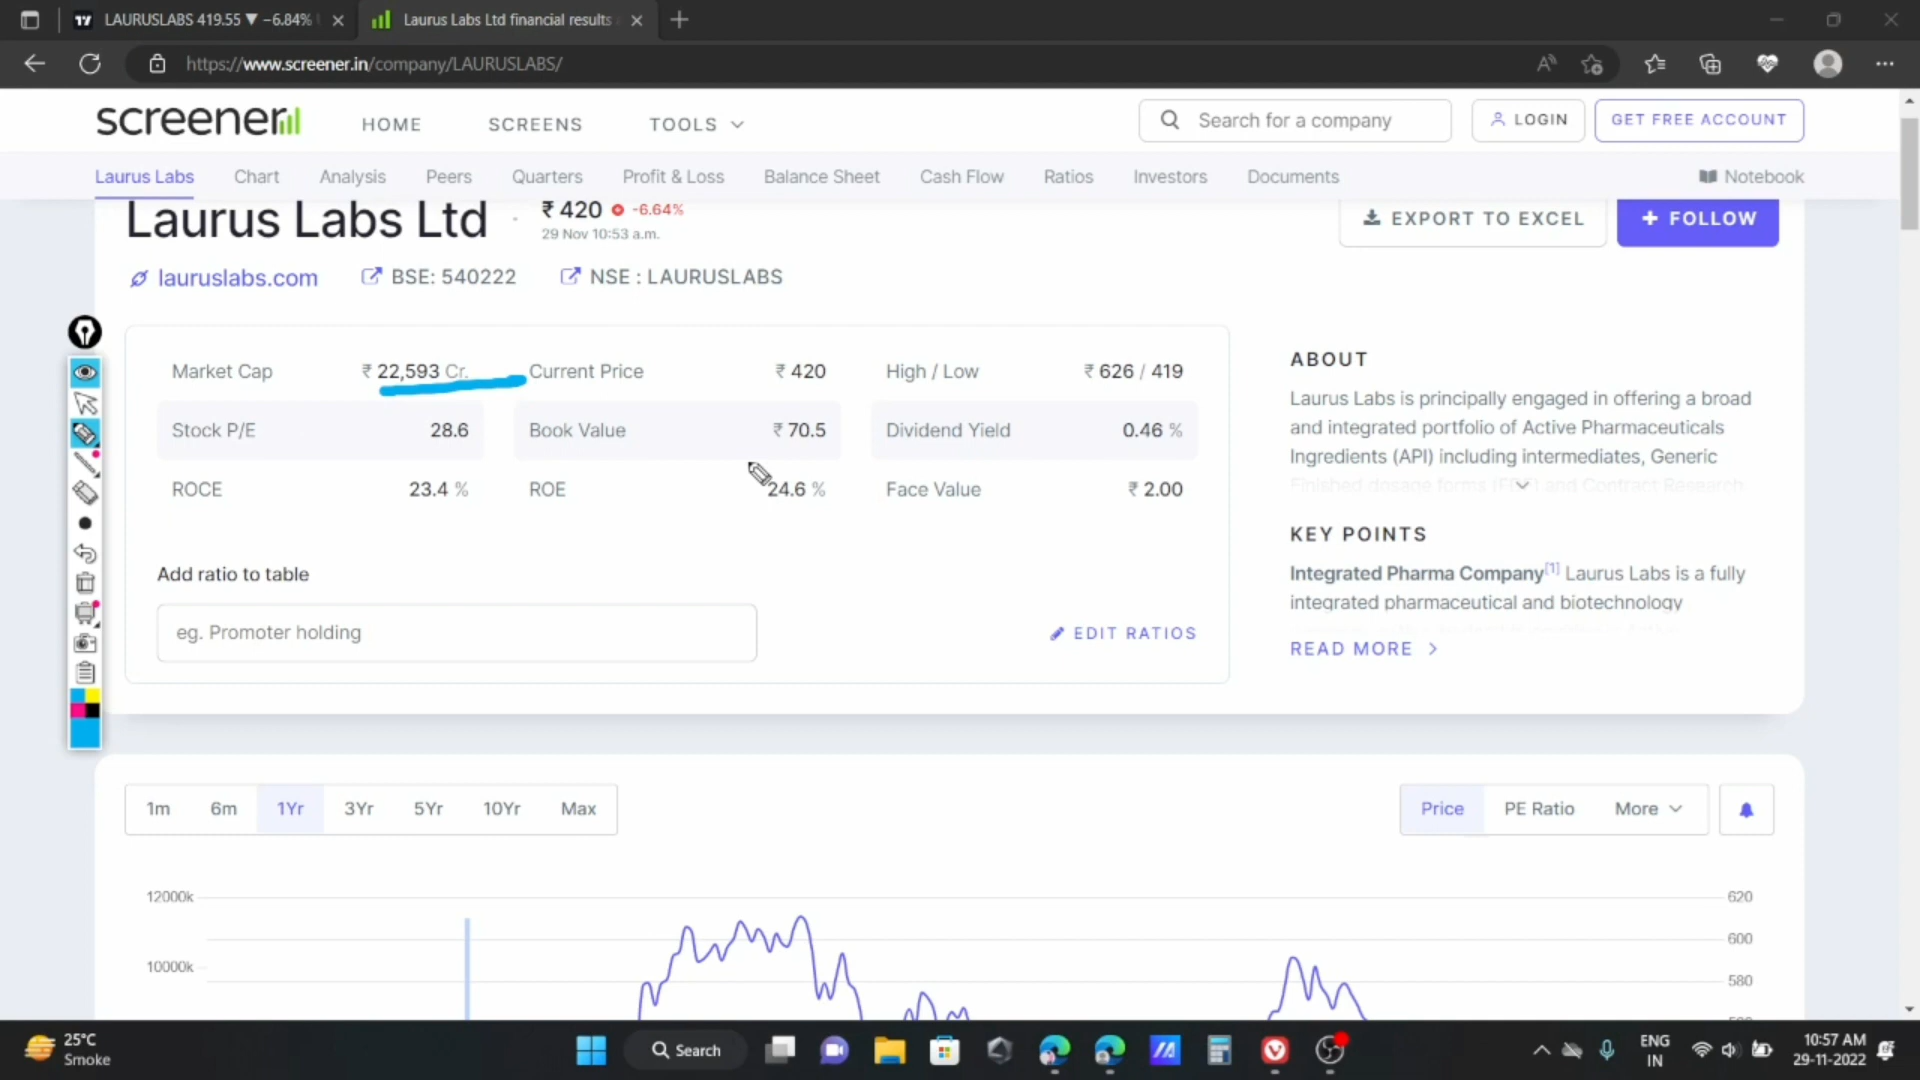 LAURUSLABS 419.55 ▼ −6.84%
Laurus Labs Ltd financial results
https://www.screener.in/company/LAURUSLABS/
screener
HOME
SCREENS
TOOLS
Search for a company
LOGIN
GET FREE ACCOUNT
Laurus Labs
Chart
Analysis
Peers
Quarters
Profit & Loss
Balance Sheet
Cash Flow
Ratios
Investors
Documents
Notebook
Laurus Labs Ltd
₹ 420 -6.64%
29 Nov 10:53 a.m.
EXPORT TO EXCEL
+ FOLLOW
lauruslabs.com
BSE: 540222
NSE : LAURUSLABS
Market Cap ₹ 22,593 Cr.
Current Price ₹ 420
High / Low ₹ 626 / 419
Stock P/E 28.6
Book Value ₹ 70.5
Dividend Yield 0.46 %
ROCE 23.4 %
ROE 24.6 %
Face Value ₹ 2.00
Add ratio to table
eg. Promoter holding
EDIT RATIOS
ABOUT
Laurus Labs is principally engaged in offering a broad
and integrated portfolio of Active Pharmaceuticals
Ingredients (API) including intermediates, Generic
Finished dosage forms (FDF) and Contract Research
KEY POINTS
Integrated Pharma Company[1] Laurus Labs is a fully
integrated pharmaceutical and biotechnology
READ MORE
1m
6m
1Yr
3Yr
5Yr
10Yr
Max
Price
PE Ratio
More
12000k
10000k
620
600
580
25°C
Smoke
Search
ENG
IN
10:57 AM
29-11-2022